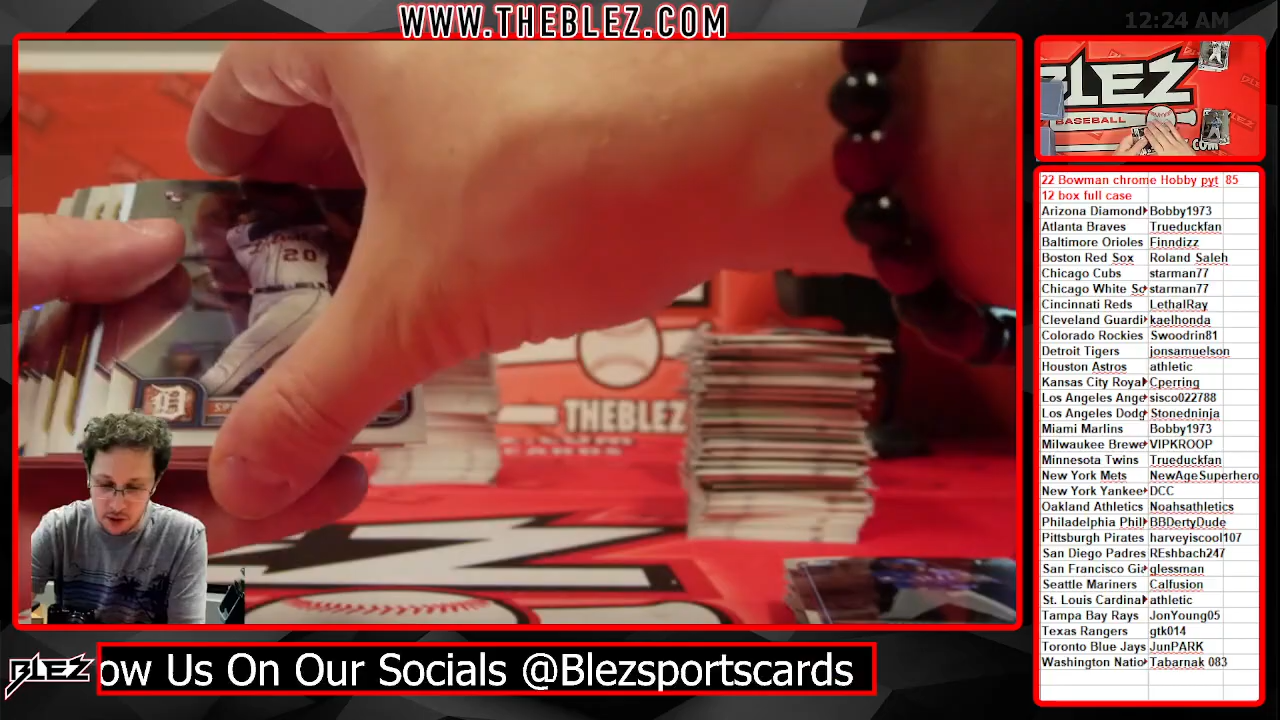 WWW.THEBLEZ.COM
12:24 AM
BLEZ
BASEBALL
20
D
THEBLEZ
22 Bowman chrome Hobby pyt 85
12 box full case
Arizona Diamond Bobby1973
Atlanta Braves Trueduckfan
Baltimore Orioles Finndizz
Boston Red Sox Roland Saleh
Chicago Cubs starman77
Chicago White So starman77
Cincinnati Reds LethalRay
Cleveland Guardi kaelhonda
Colorado Rockies Swoodrin81
Detroit Tigers jonsamuelson
Houston Astros athletic
Kansas City Royal Cperring
Los Angeles Ange sisco022788
Los Angeles Dodg Stonedninja
Miami Marlins Bobby1973
Milwaukee Brewe VIPKROOP
Minnesota Twins Trueduckfan
New York Mets NewAgeSuperhero
New York Yankee DCC
Oakland Athletics Noahsathletics
Philadelphia Phil BBDertyDude
Pittsburgh Pirates harveyiscool107
San Diego Padres REshbach247
San Francisco Gia glessman
Seattle Mariners Calfusion
St. Louis Cardina athletic
Tampa Bay Rays JonYoung05
Texas Rangers gtk014
Toronto Blue Jays JunPARK
Washington Natio Tabarnak 083
BLEZ
ow Us On Our Socials @Blezsportscards